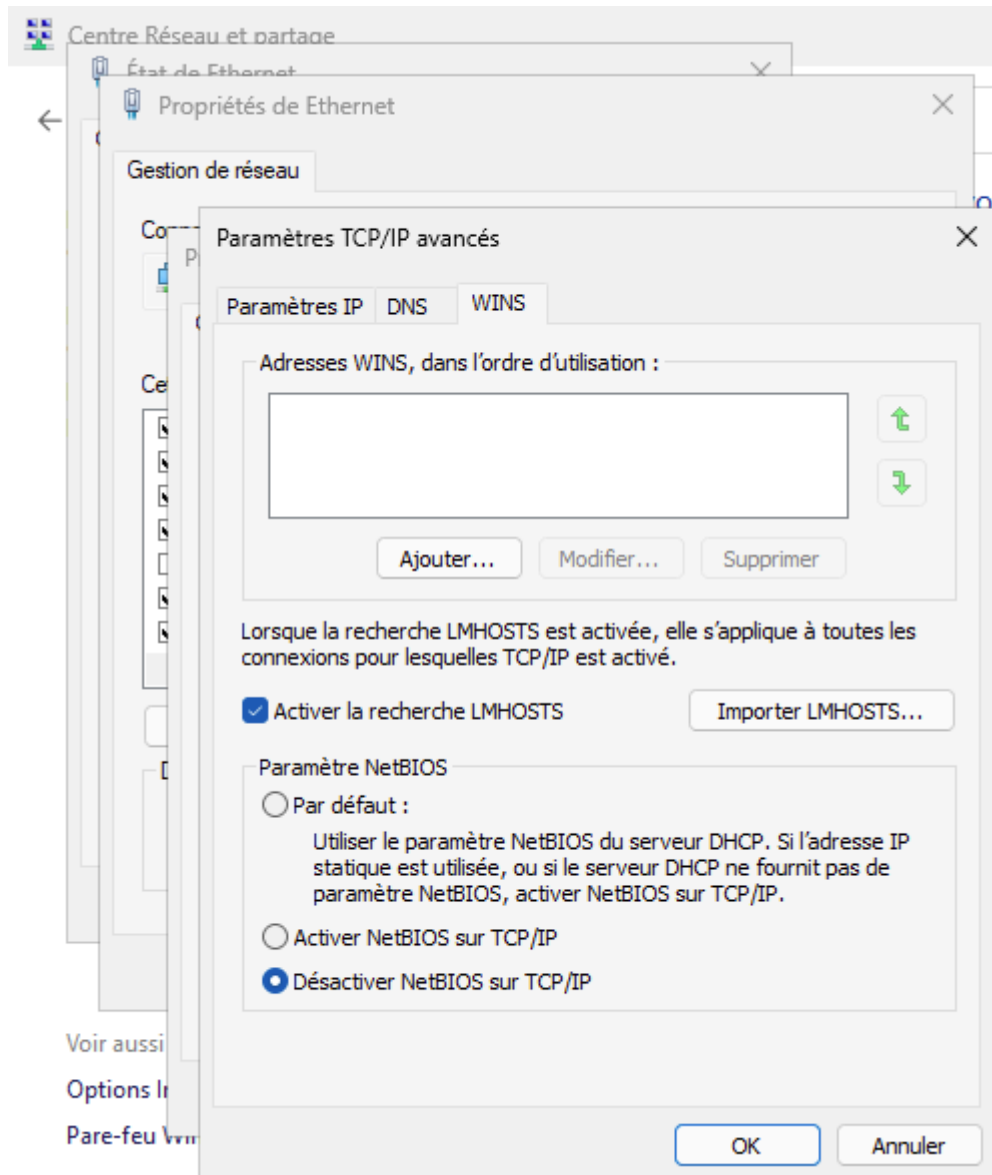 Centre Réseau et partage
État de Ethernet
Propriétés de Ethernet
Gestion de réseau
Paramètres TCP/IP avancés
Paramètres IP
DNS
WINS
Adresses WINS, dans l’ordre d’utilisation :
Ajouter...
Modifier...
Supprimer
Lorsque la recherche LMHOSTS est activée, elle s’applique à toutes les
connexions pour lesquelles TCP/IP est activé.
Activer la recherche LMHOSTS
Importer LMHOSTS...
Paramètre NetBIOS
Par défaut :
Utiliser le paramètre NetBIOS du serveur DHCP. Si l’adresse IP
statique est utilisée, ou si le serveur DHCP ne fournit pas de
paramètre NetBIOS, activer NetBIOS sur TCP/IP.
Activer NetBIOS sur TCP/IP
Désactiver NetBIOS sur TCP/IP
Voir aussi
Options
Pare-feu
OK
Annuler